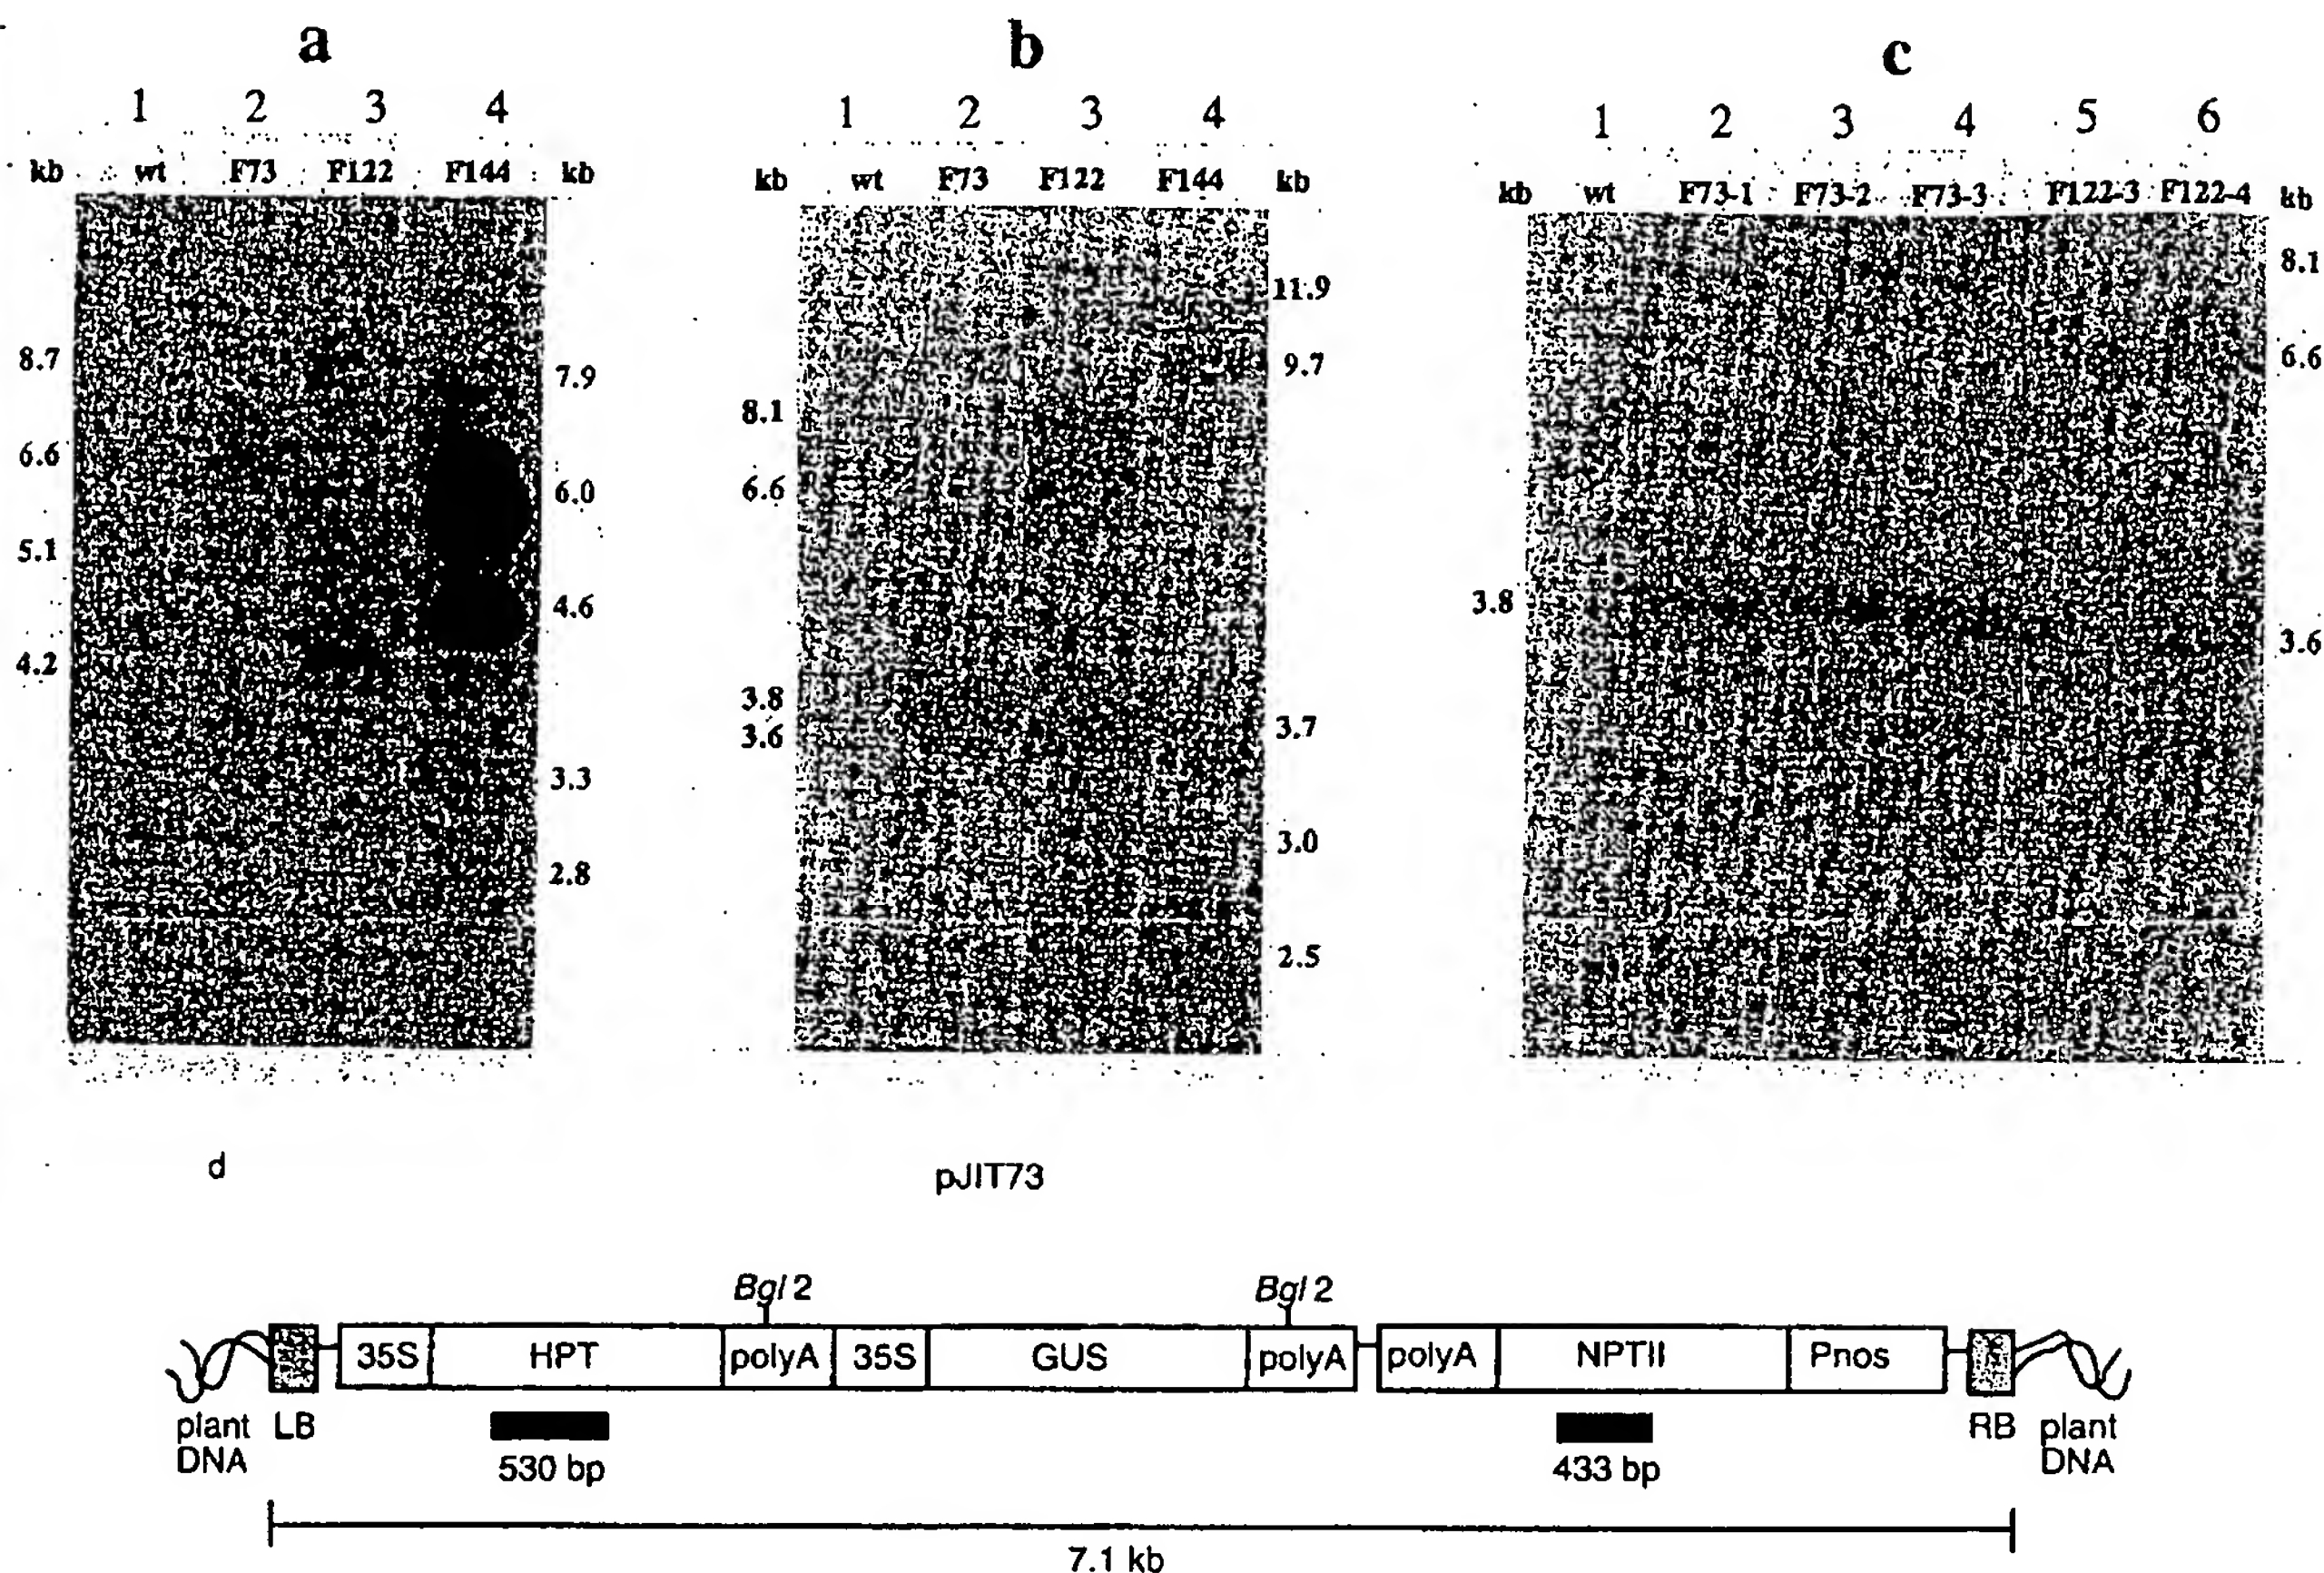 a
1 2 3 4
kb wt F73 F122 F144 kb
8.7
6.6
5.1
4.2
7.9
6.0
4.6
3.3
2.8
b
1 2 3 4
kb wt F73 F122 F144 kb
8.1
6.6
3.8
3.6
11.9
9.7
3.7
3.0
2.5
c
1 2 3 4 5 6
kb wt F73-1 F73-2 F73-3 F122-3 F122-4 kb
3.8
8.1
6.6
3.6
d
pJIT73
Bgl 2 Bgl 2
35S HPT polyA 35S GUS polyA polyA NPTII Pnos
plant LB RB plant
DNA DNA
530 bp 433 bp
7.1 kb